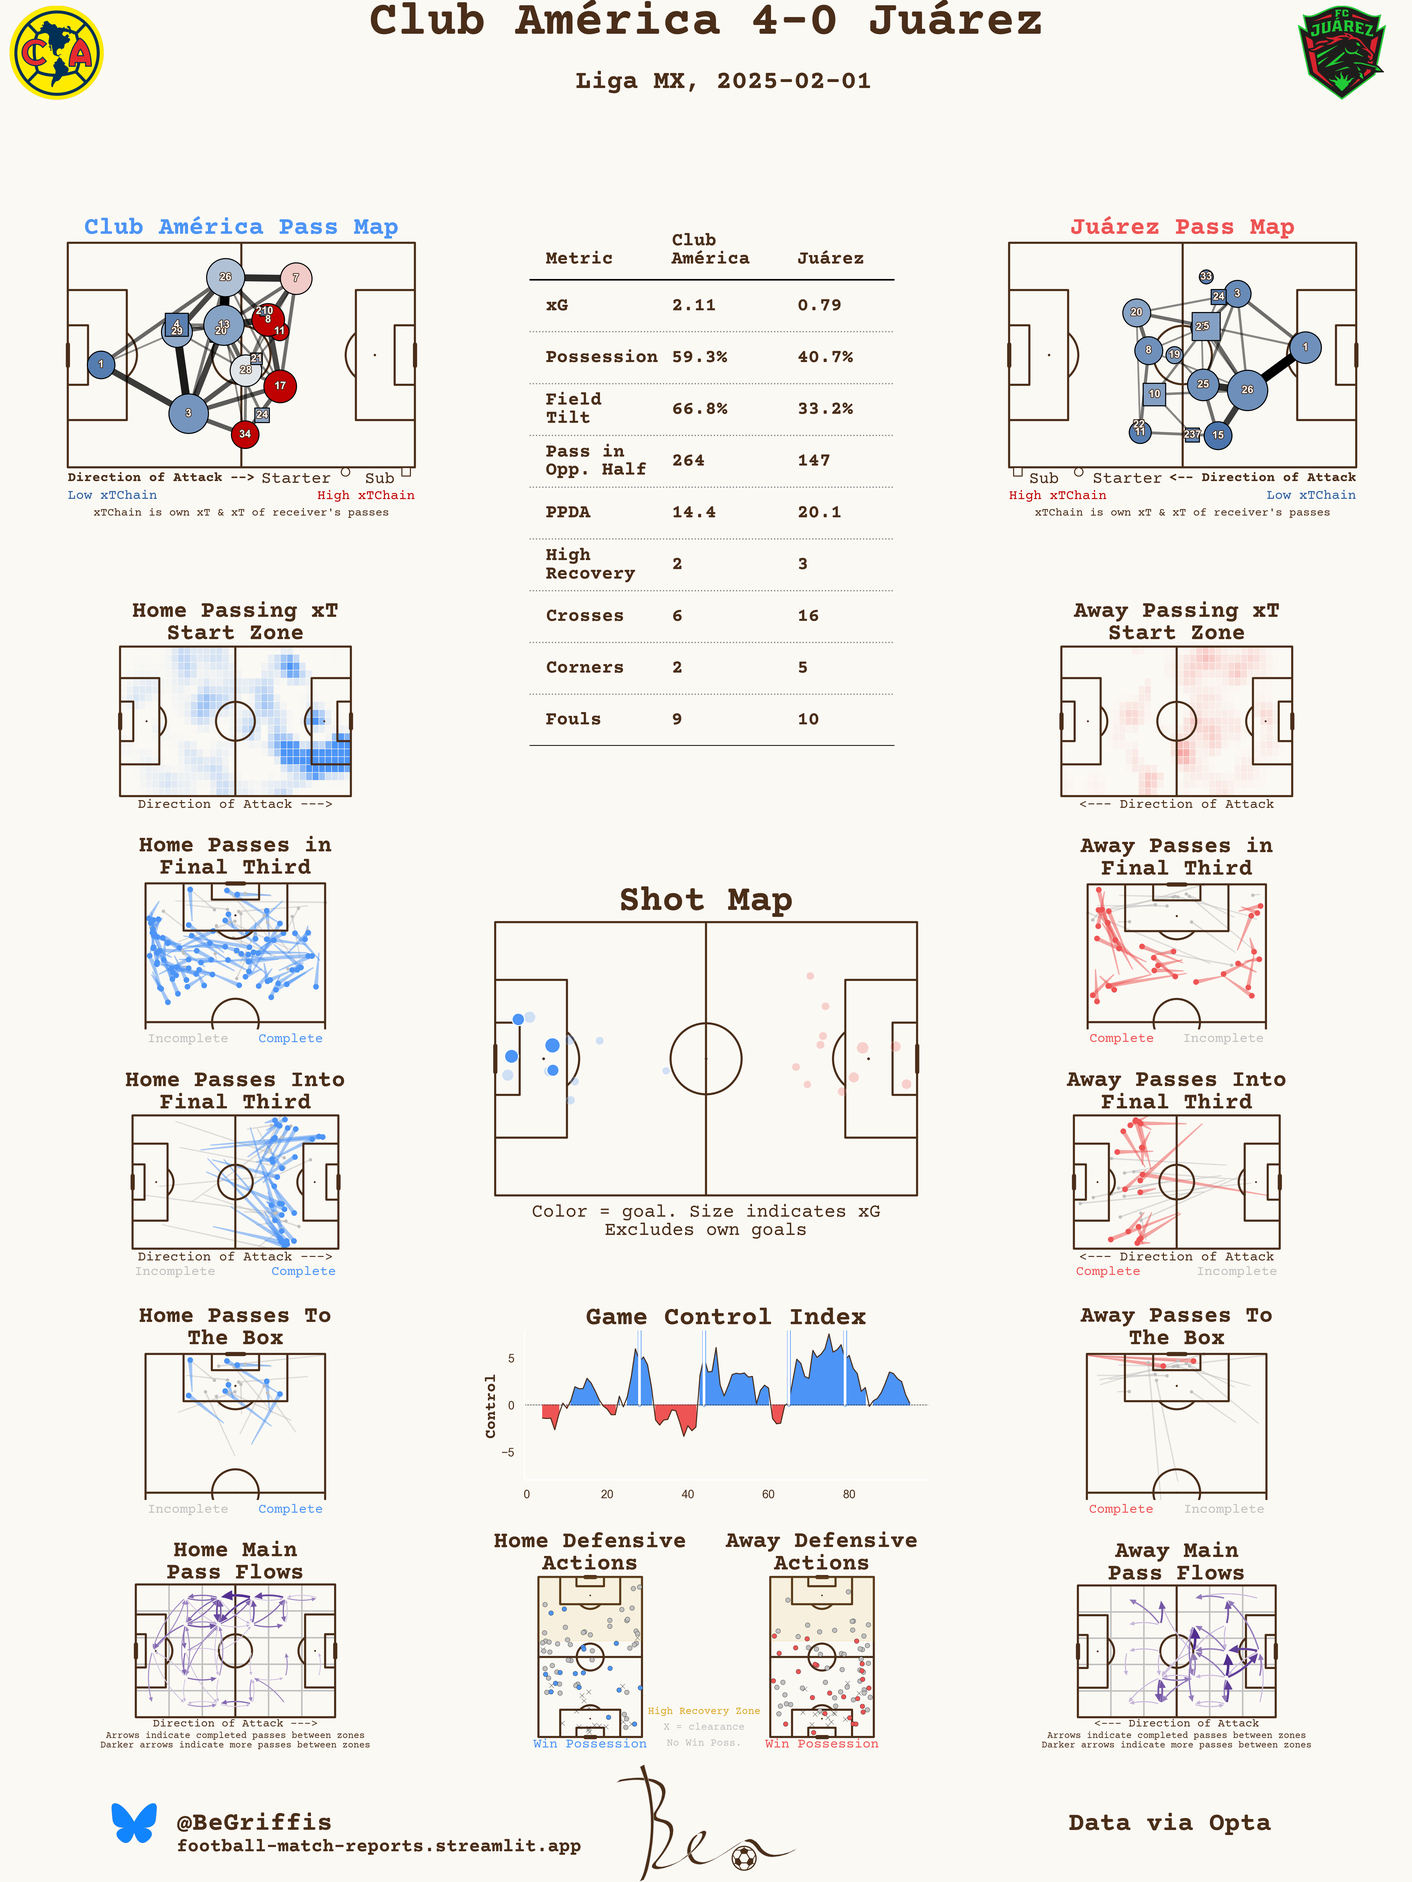 Club América 4-0 Juárez
Liga MX, 2025-02-01
CA
FC
JUÁREZ
Club América Pass Map
26
7
2 10
8
4
13
29
20
11
1
21
28
17
3
24
34
Direction of Attack --> Starter Sub
Low xTChain High xTChain
xTChain is own xT & xT of receiver's passes
Metric Club América Juárez
xG 2.11 0.79
Possession 59.3% 40.7%
Field Tilt 66.8% 33.2%
Pass in Opp. Half 264 147
PPDA 14.4 20.1
High Recovery 2 3
Crosses 6 16
Corners 2 5
Fouls 9 10
Juárez Pass Map
33
24
3
20
8
19
1
25
26
10
22
11
237
15
Sub Starter <-- Direction of Attack
High xTChain Low xTChain
xTChain is own xT & xT of receiver's passes
Home Passing xT
Start Zone
Direction of Attack --->
Away Passing xT
Start Zone
<--- Direction of Attack
Home Passes in
Final Third
Incomplete Complete
Away Passes in
Final Third
Complete Incomplete
Shot Map
Color = goal. Size indicates xG
Excludes own goals
Home Passes Into
Final Third
Direction of Attack --->
Incomplete Complete
Away Passes Into
Final Third
<--- Direction of Attack
Complete Incomplete
Home Passes To
The Box
Incomplete Complete
Game Control Index
Control
5
0
−5
0 20 40 60 80
Away Passes To
The Box
Complete Incomplete
Home Main
Pass Flows
Direction of Attack --->
Arrows indicate completed passes between zones
Darker arrows indicate more passes between zones
Home Defensive
Actions
Win Possession
Away Defensive
Actions
Win Possession
High Recovery Zone
X = clearance
No Win Poss.
Away Main
Pass Flows
<--- Direction of Attack
Arrows indicate completed passes between zones
Darker arrows indicate more passes between zones
@BeGriffis
football-match-reports.streamlit.app
Ben
Data via Opta